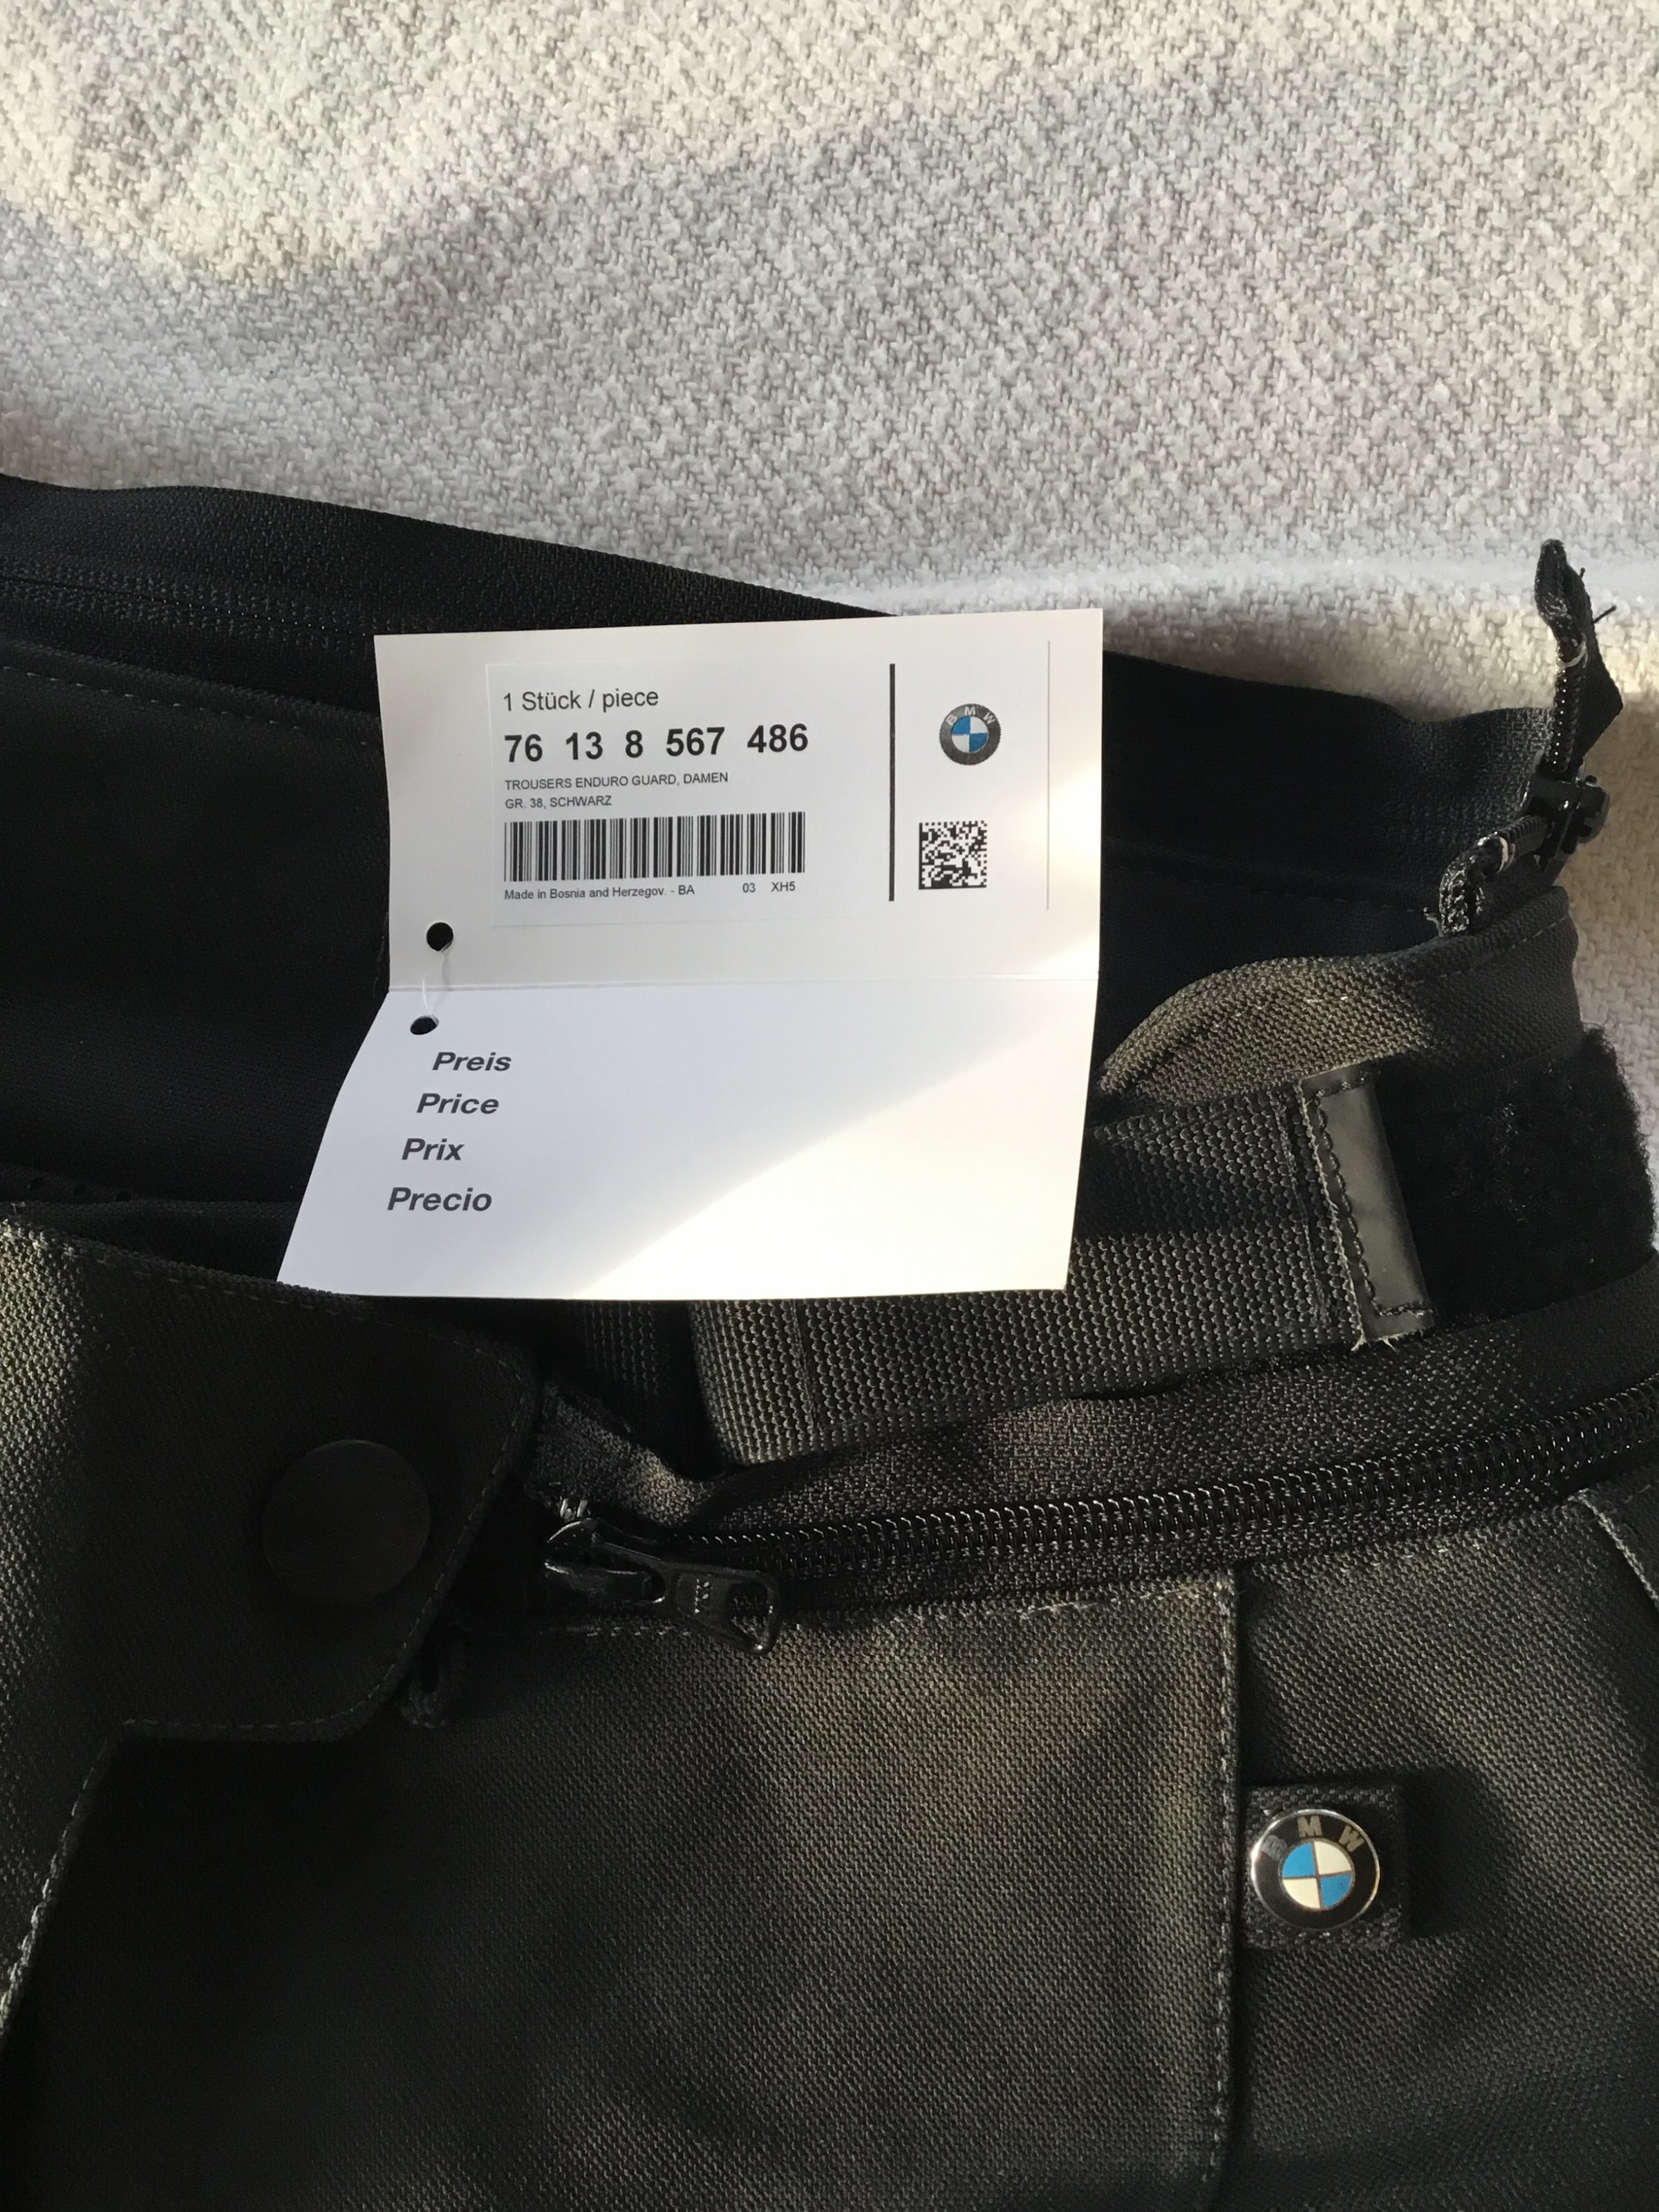 1 Stück / piece
76 13 8 567 486
TROUSERS ENDURO GUARD, DAMEN
GR. 38, SCHWARZ
Made in Bosnia and Herzegov. - BA 03 XH5
BMW
Preis
Price
Prix
Precio
BMW